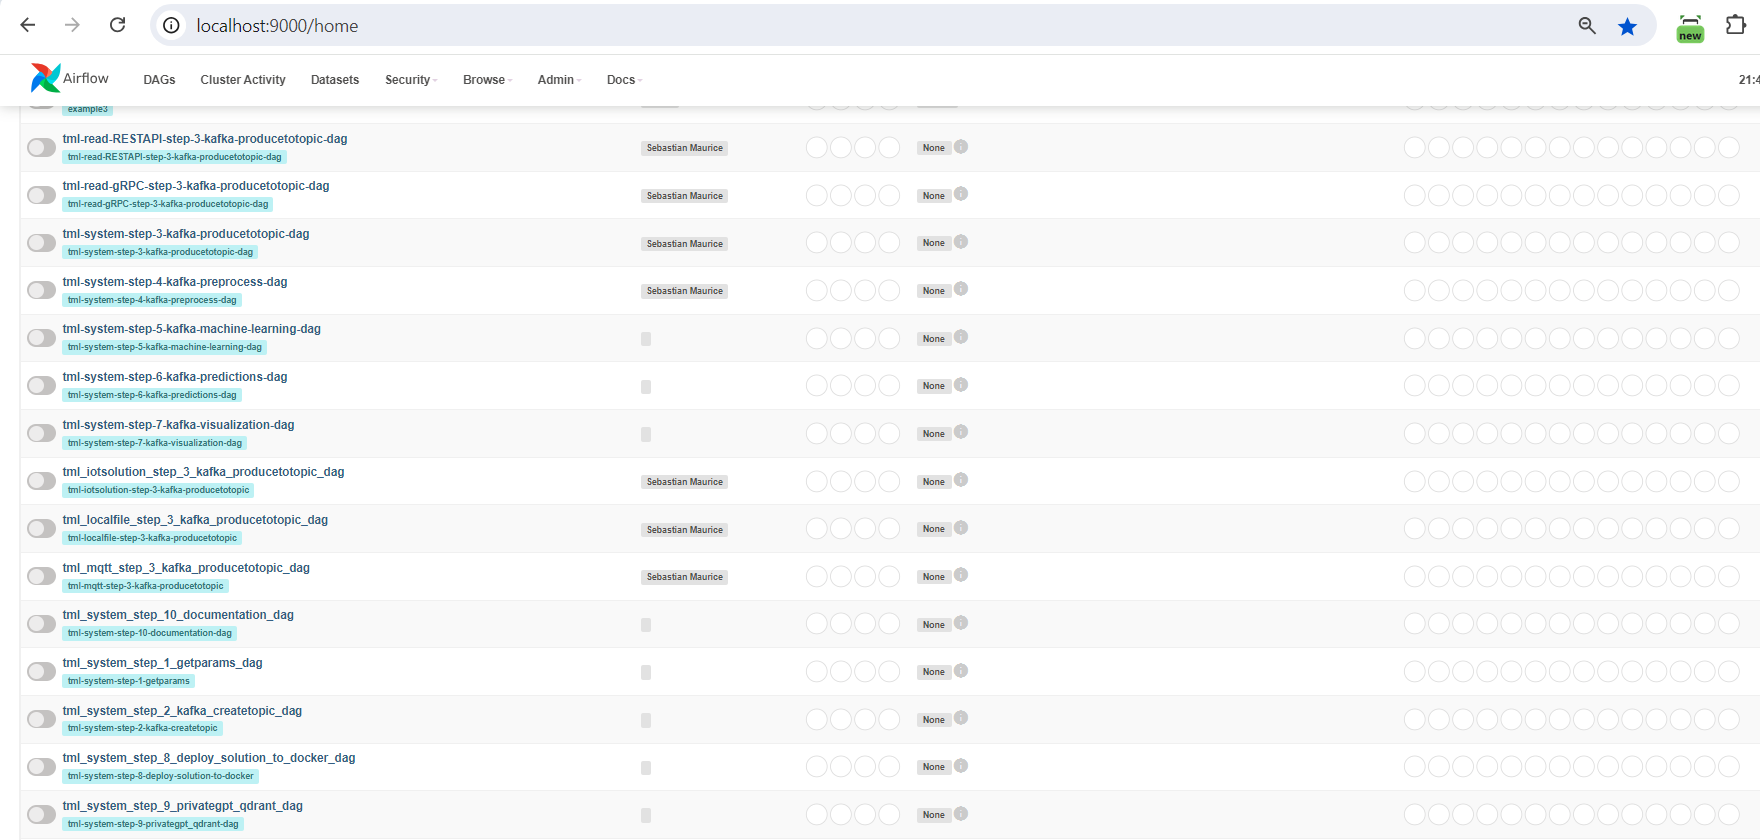 localhost:9000/home
new
Airflow DAGs Cluster Activity Datasets Security Browse Admin Docs 21:4
example3
tml-read-RESTAPI-step-3-kafka-producetotopic-dag
tml-read-RESTAPI-step-3-kafka-producetotopic-dag Sebastian Maurice None
tml-read-gRPC-step-3-kafka-producetotopic-dag
tml-read-gRPC-step-3-kafka-producetotopic-dag Sebastian Maurice None
tml-system-step-3-kafka-producetotopic-dag
tml-system-step-3-kafka-producetotopic-dag Sebastian Maurice None
tml-system-step-4-kafka-preprocess-dag
tml-system-step-4-kafka-preprocess-dag Sebastian Maurice None
tml-system-step-5-kafka-machine-learning-dag
tml-system-step-5-kafka-machine-learning-dag None
tml-system-step-6-kafka-predictions-dag
tml-system-step-6-kafka-predictions-dag None
tml-system-step-7-kafka-visualization-dag
tml-system-step-7-kafka-visualization-dag None
tml_iotsolution_step_3_kafka_producetotopic_dag
tml-iotsolution-step-3-kafka-producetotopic Sebastian Maurice None
tml_localfile_step_3_kafka_producetotopic_dag
tml-localfile-step-3-kafka-producetotopic Sebastian Maurice None
tml_mqtt_step_3_kafka_producetotopic_dag
tml-mqtt-step-3-kafka-producetotopic Sebastian Maurice None
tml_system_step_10_documentation_dag
tml-system-step-10-documentation-dag None
tml_system_step_1_getparams_dag
tml-system-step-1-getparams None
tml_system_step_2_kafka_createtopic_dag
tml-system-step-2-kafka-createtopic None
tml_system_step_8_deploy_solution_to_docker_dag
tml-system-step-8-deploy-solution-to-docker None
tml_system_step_9_privategpt_qdrant_dag
tml-system-step-9-privategpt_qdrant-dag None